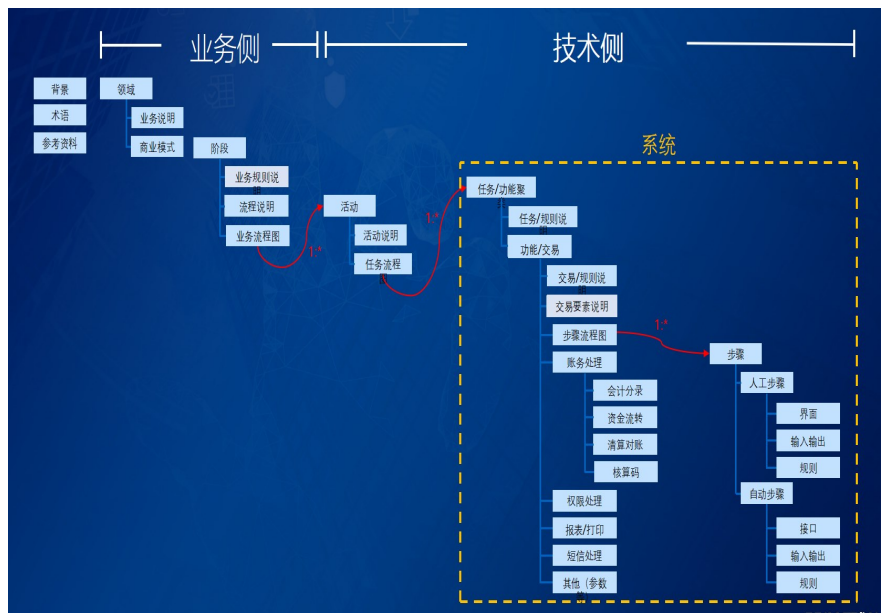 业务侧
技术侧
背景
术语
参考资料
领域
业务说明
商业模式
阶段
业务规则说
明
流程说明
业务流程图
1:*
活动
活动说明
任务流程
图
1:*
系统
任务/功能聚
任务/规则说
明
功能/交易
交易/规则说
明
交易要素说明
步骤流程图
1:*
账务处理
会计分录
资金流转
清算对账
核算码
权限处理
报表/打印
短信处理
其他（参数
步骤
人工步骤
界面
输入输出
规则
自动步骤
接口
输入输出
规则